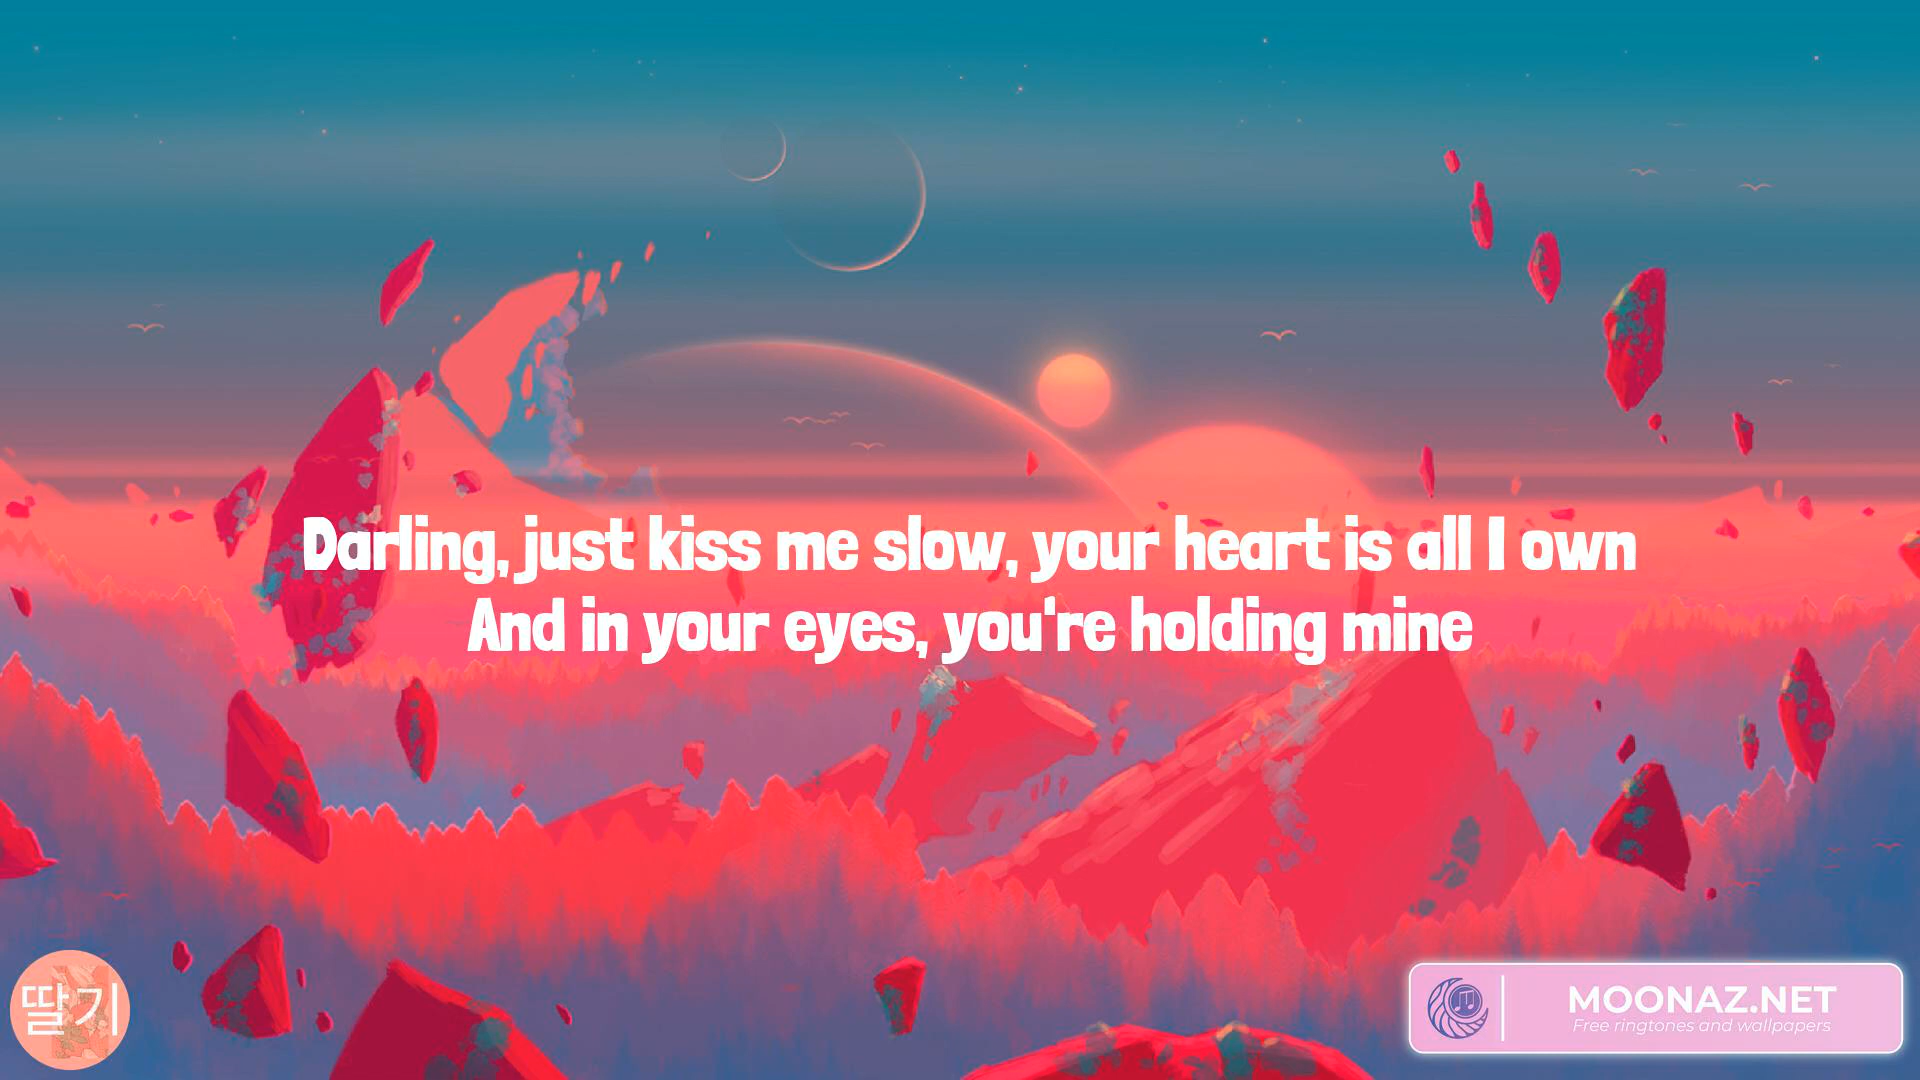 Darling, just kiss me slow, your heart is all I own
And in your eyes, you're holding mine
딸기
MOONAZ.NET
Free ringtones and wallpapers